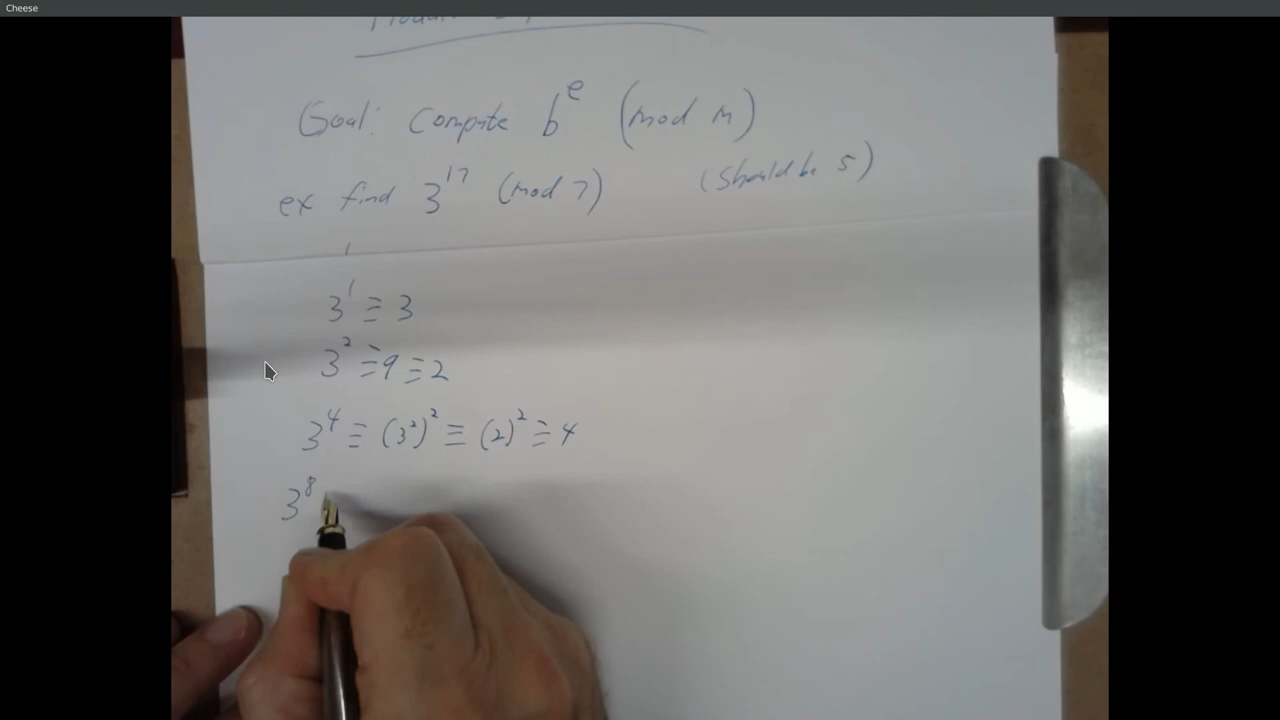 Cheese
Goal: Compute b^e (mod m)
ex find 3^17 (mod 7) (Should be 5)
3^1 ≡ 3
3^2 ≡ 9 ≡ 2
3^4 ≡ (3^2)^2 ≡ (2)^2 ≡ 4
3^8